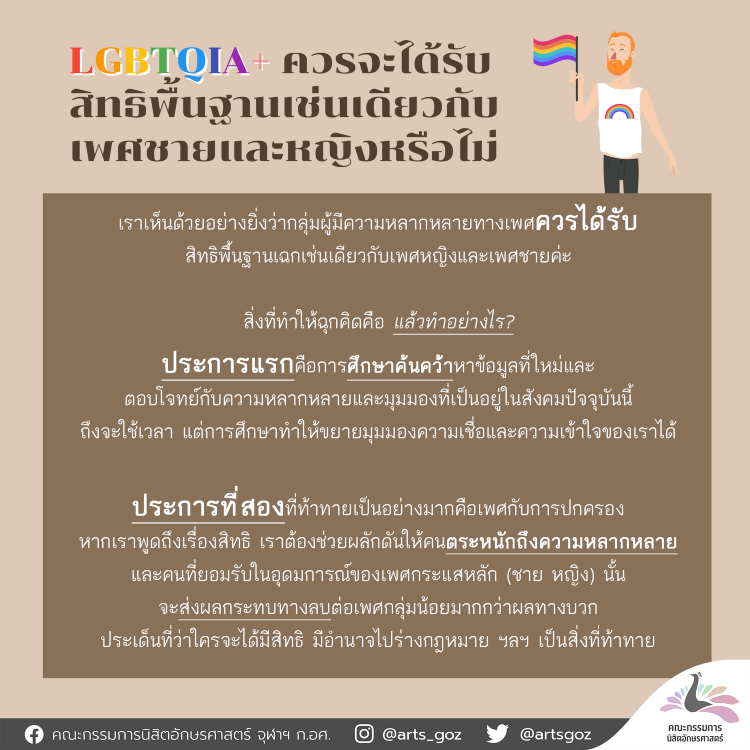 LGBTQIA+ ควรจะได้รับ
สิทธิพื้นฐานเช่นเดียวกับ
เพศชายและหญิงหรือไม่
เราเห็นด้วยอย่างยิ่งว่ากลุ่มผู้มีความหลากหลายทางเพศควรได้รับ
สิทธิพื้นฐานเฉกเช่นเดียวกับเพศหญิงและเพศชายค่ะ
สิ่งที่ทำให้ฉุกคิดคือ แล้วทำอย่างไร?
ประการแรกคือการศึกษาค้นคว้าหาข้อมูลที่ใหม่และ
ตอบโจทย์กับความหลากหลายและมุมมองที่เป็นอยู่ในสังคมปัจจุบันนี้
ถึงจะใช้เวลา แต่การศึกษาทำให้ขยายมุมมองความเชื่อและความเข้าใจของเราได้
ประการที่สองที่ท้าทายเป็นอย่างมากคือเพศกับการปกครอง
หากเราพูดถึงเรื่องสิทธิ เราต้องช่วยผลักดันให้คนตระหนักถึงความหลากหลาย
และคนที่ยอมรับในอุดมการณ์ของเพศกระแสหลัก (ชาย หญิง) นั้น
จะส่งผลกระทบทางลบต่อเพศกลุ่มน้อยมากกว่าผลทางบวก
ประเด็นที่ว่าใครจะได้มีสิทธิ มีอำนาจไปร่างกฎหมาย ฯลฯ เป็นสิ่งที่ท้าทาย
คณะกรรมการนิสิตอักษรศาสตร์ จุฬาฯ ก.อศ. @arts_goz @artsgoz
คณะกรรมการ
นิสิตอักษรศาสตร์